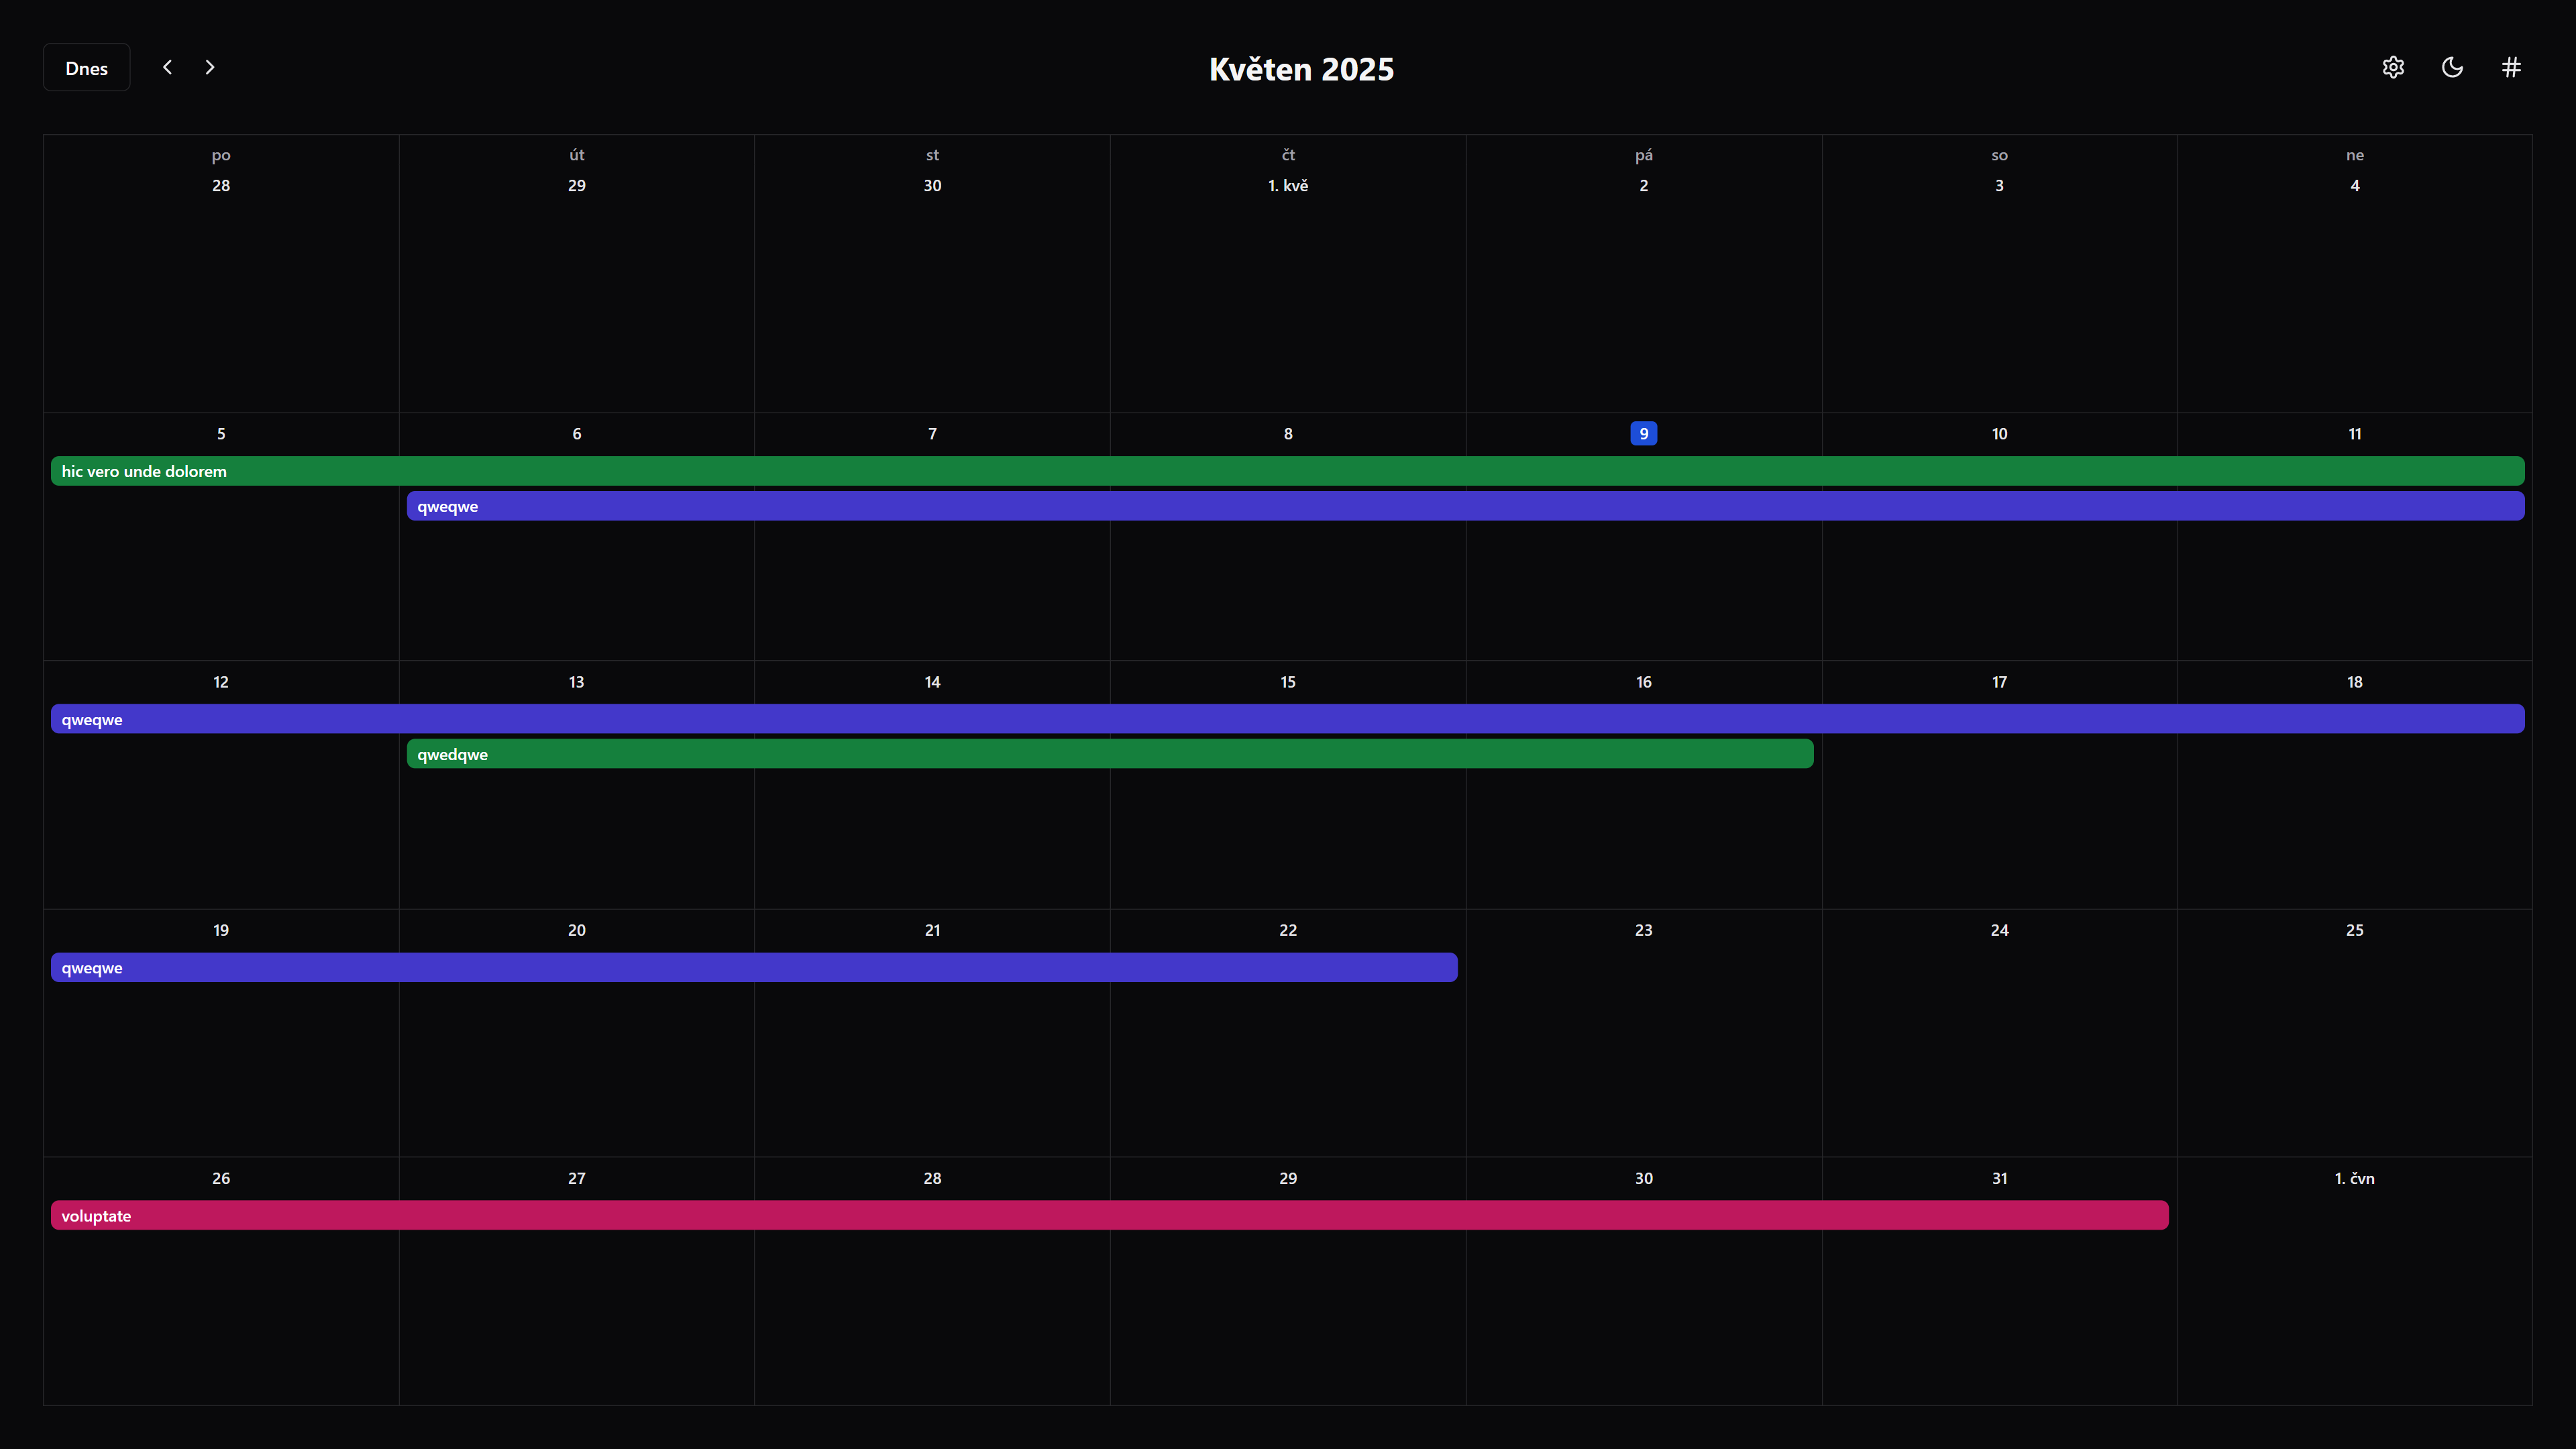 Dnes
Květen 2025
po út st čt pá so ne
28 29 30 1. kvě 2 3 4
5 6 7 8 9 10 11
hic vero unde dolorem
qweqwe
12 13 14 15 16 17 18
qweqwe
qwedqwe
19 20 21 22 23 24 25
qweqwe
26 27 28 29 30 31 1. čvn
voluptate